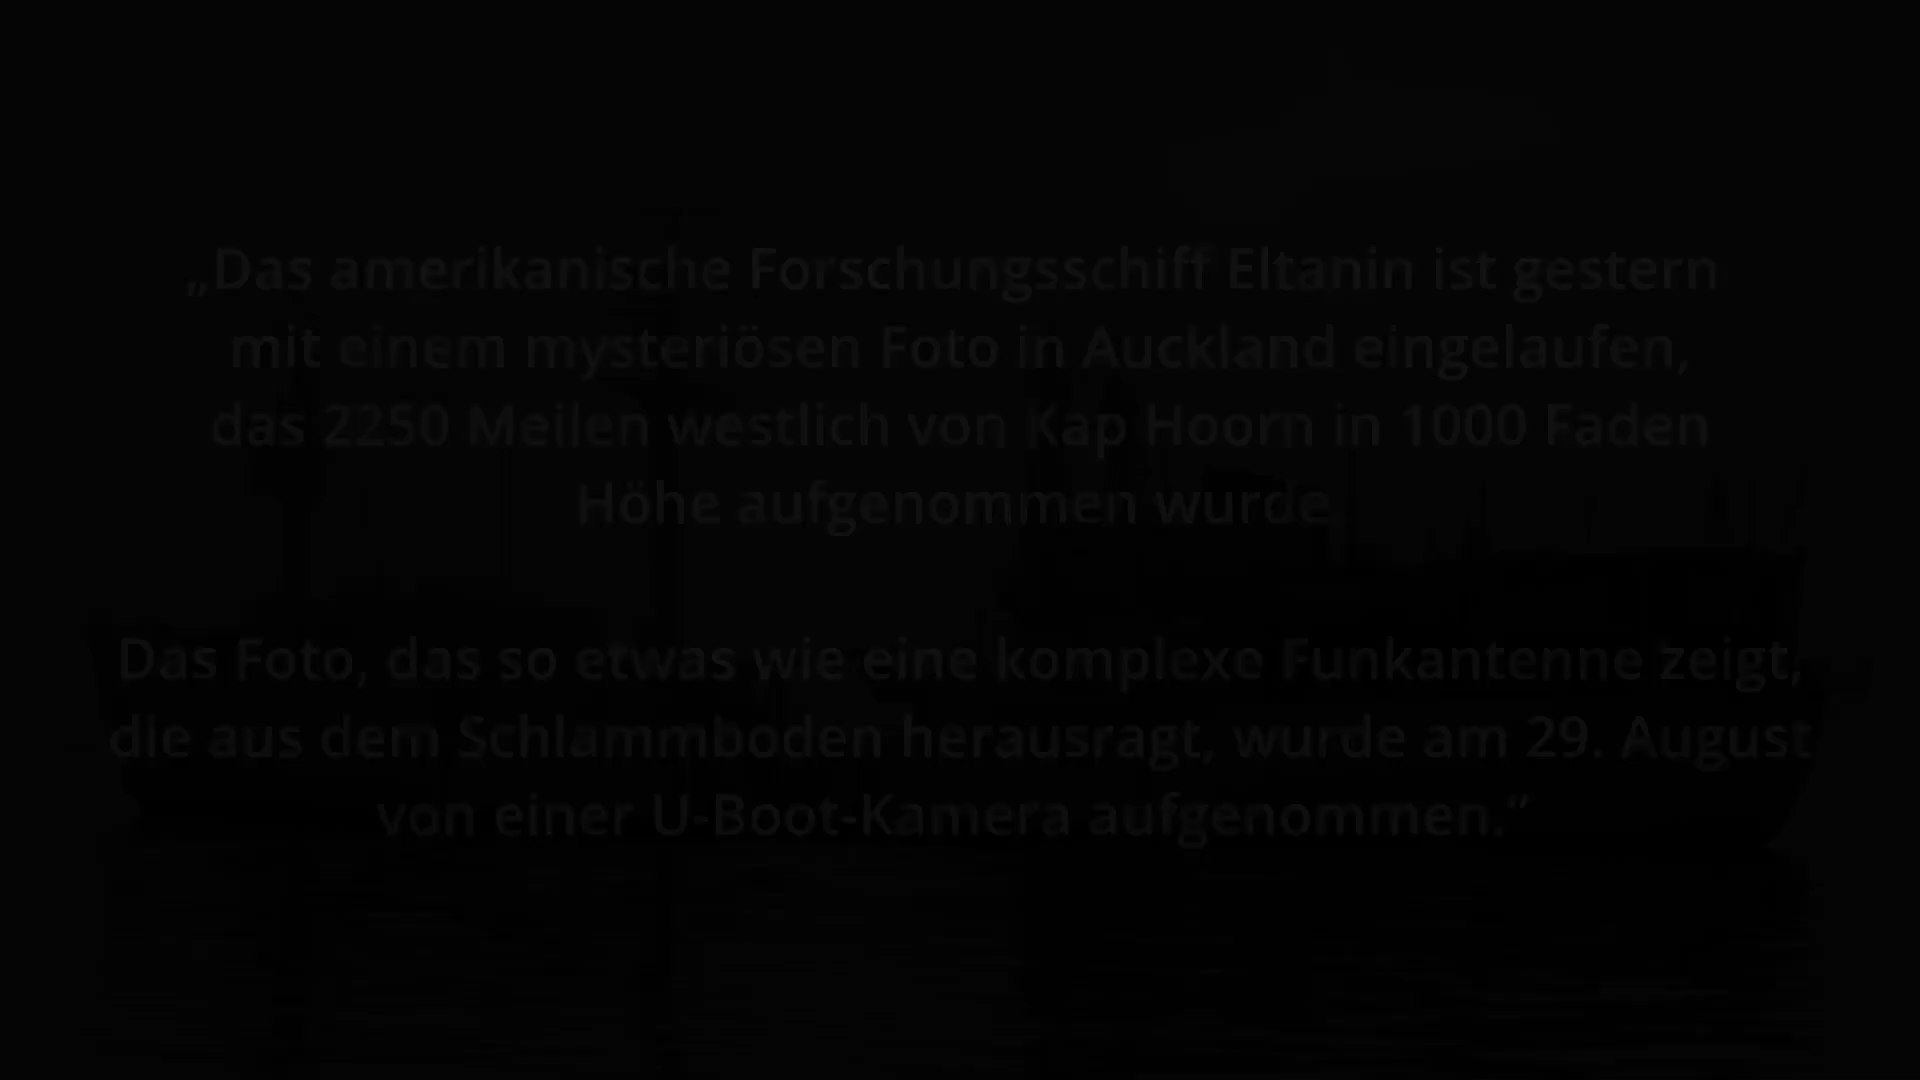 „Das amerikanische Forschungsschiff Eltanin ist gestern
mit einem mysteriösen Foto in Auckland eingelaufen,
das 2250 Meilen westlich von Kap Hoorn in 1000 Faden
Höhe aufgenommen wurde.
Das Foto, das so etwas wie eine komplexe Funkantenne zeigt,
die aus dem Schlammboden herausragt, wurde am 29. August
von einer U-Boot-Kamera aufgenommen.“